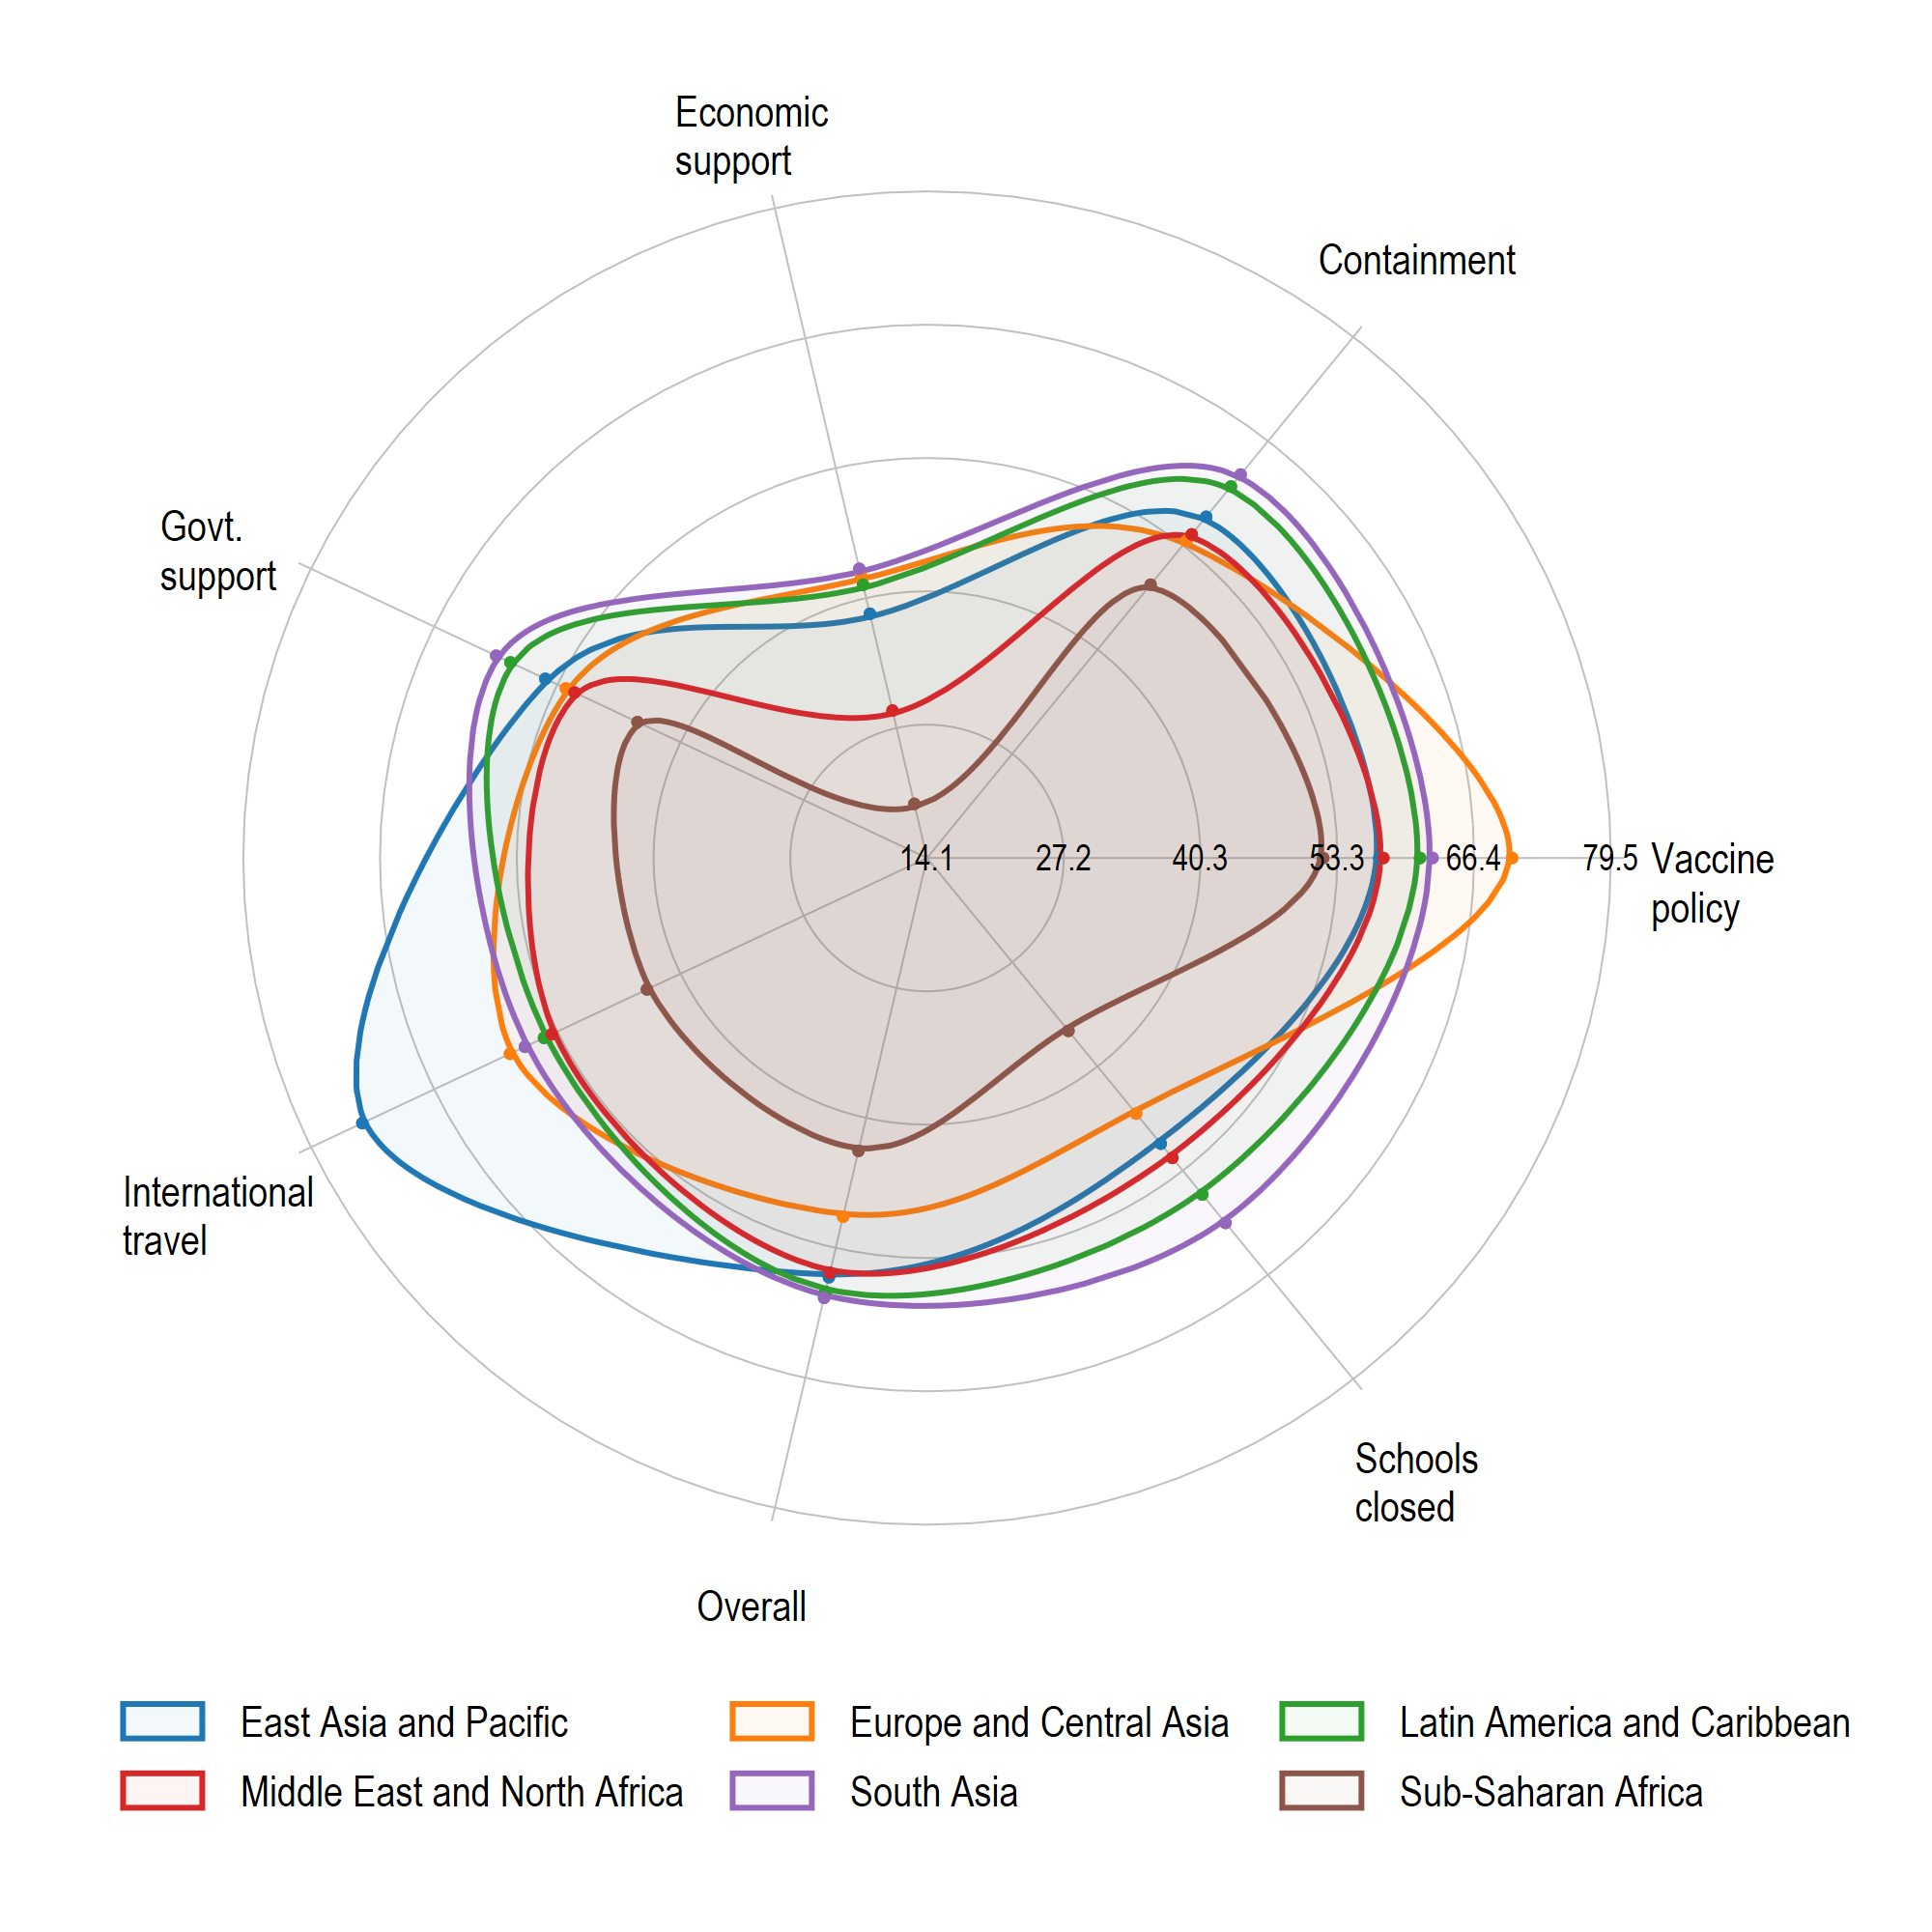 Economic
support
Containment
Govt.
support
14.1
27.2
40.3
53.3
66.4
79.5
Vaccine
policy
International
travel
Schools
closed
Overall
East Asia and Pacific
Europe and Central Asia
Latin America and Caribbean
Middle East and North Africa
South Asia
Sub-Saharan Africa